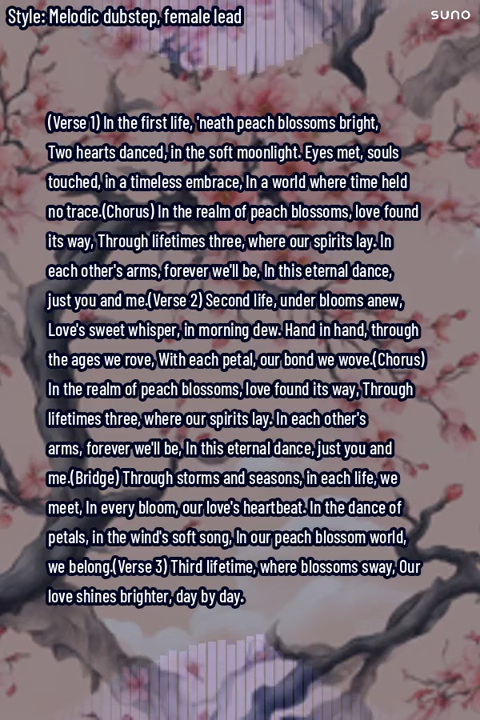 Style: Melodic dubstep, female lead
suno
(Verse 1) In the first life, 'neath peach blossoms bright,
Two hearts danced, in the soft moonlight. Eyes met, souls
touched, in a timeless embrace, In a world where time held
no trace.(Chorus) In the realm of peach blossoms, love found
its way, Through lifetimes three, where our spirits lay. In
each other's arms, forever we'll be, In this eternal dance,
just you and me.(Verse 2) Second life, under blooms anew,
Love's sweet whisper, in morning dew. Hand in hand, through
the ages we rove, With each petal, our bond we wove.(Chorus)
In the realm of peach blossoms, love found its way, Through
lifetimes three, where our spirits lay. In each other's
arms, forever we'll be, In this eternal dance, just you and
me.(Bridge) Through storms and seasons, in each life, we
meet, In every bloom, our love's heartbeat. In the dance of
petals, in the wind's soft song, In our peach blossom world,
we belong.(Verse 3) Third lifetime, where blossoms sway, Our
love shines brighter, day by day.